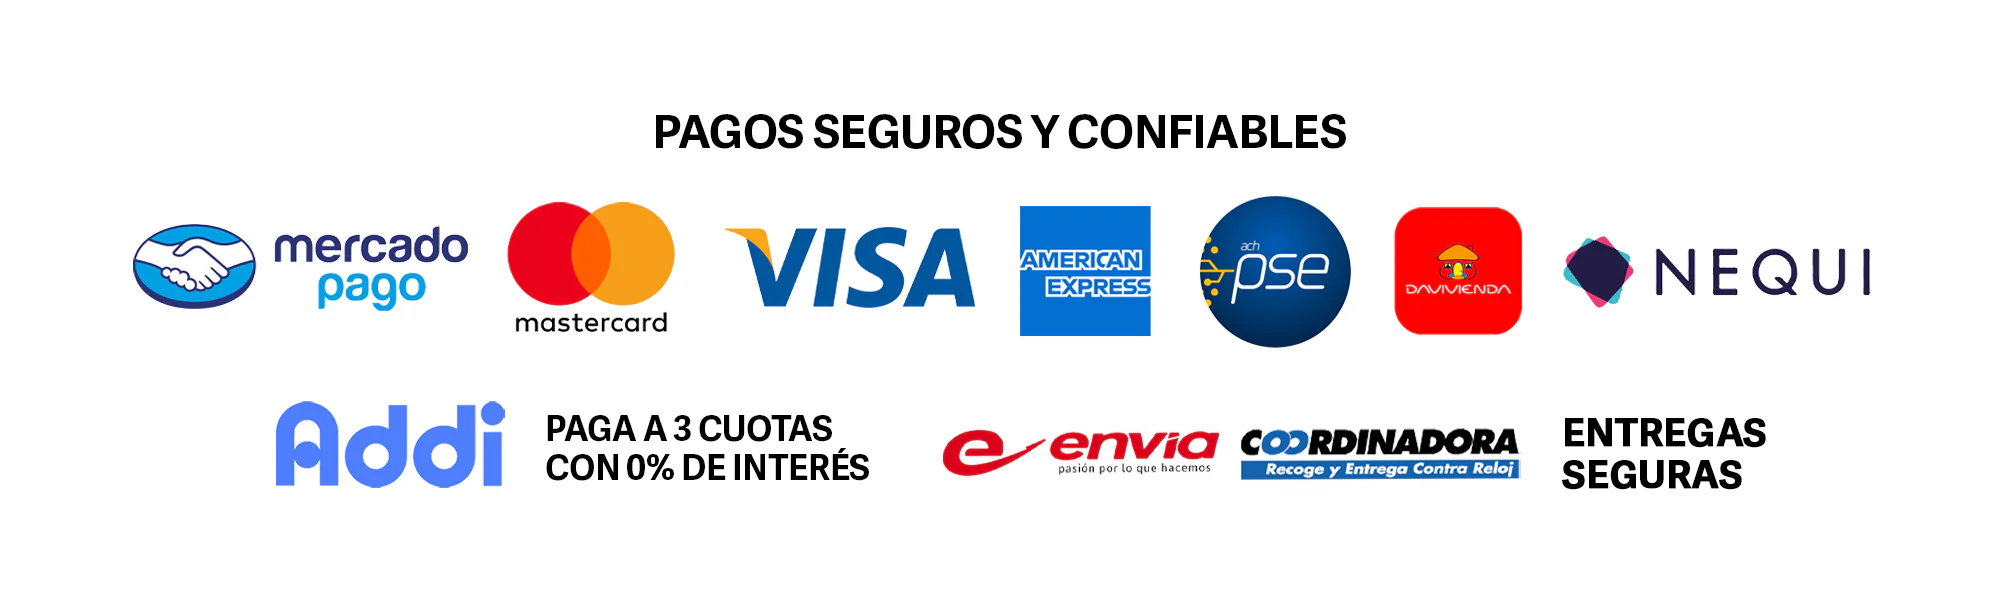 PAGOS SEGUROS Y CONFIABLES
mercado
pago
mastercard
VISA
AMERICAN
EXPRESS
ach
pse
DAVIVIENDA
NEQUI
Addi
PAGA A 3 CUOTAS
CON 0% DE INTERÉS
e envia
pasión por lo que hacemos
COORDINADORA
Recoge y Entrega Contra Reloj
ENTREGAS
SEGURAS